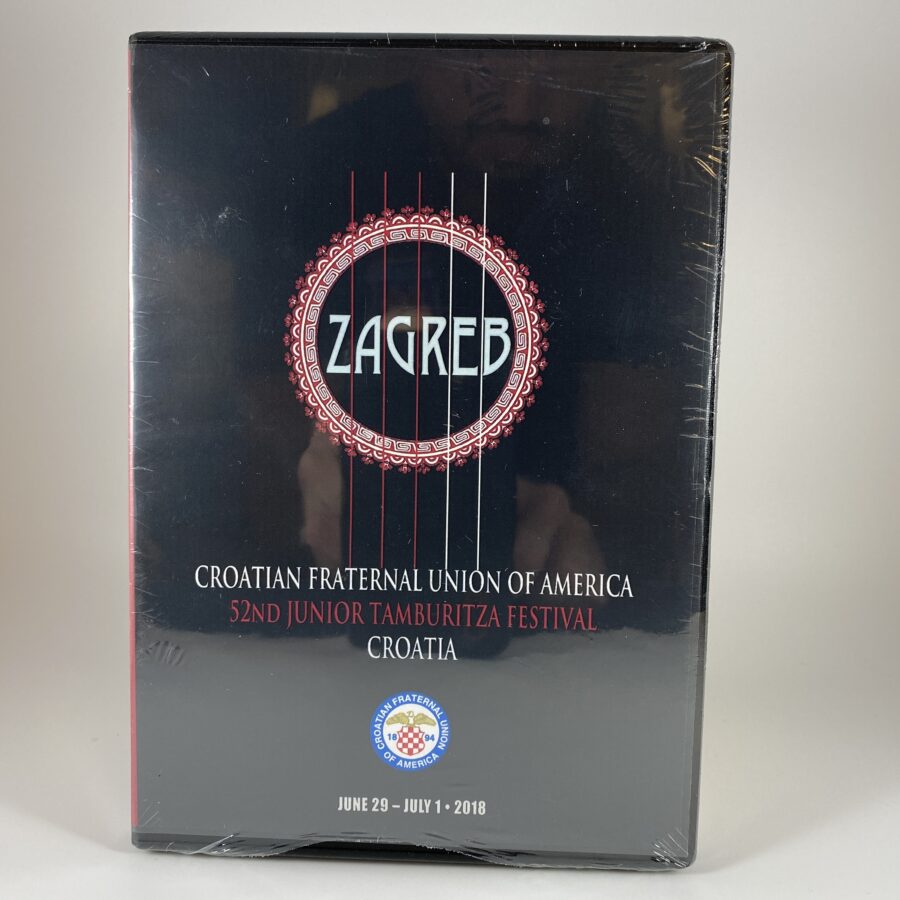 ZAGREB
CROATIAN FRATERNAL UNION OF AMERICA
52ND JUNIOR TAMBURITZA FESTIVAL
CROATIA
CROATIAN FRATERNAL UNION
18 94
OF AMERICA
JUNE 29 – JULY 1 • 2018